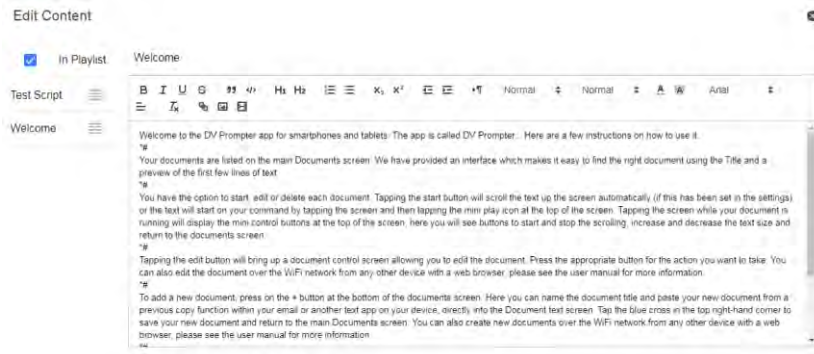 Edit Content
In Playlist
Welcome
Test Script
Welcome
B I U S H₁ H₂ X₂ X² Normal Normal A Arial
Welcome to the DV Prompter app for smartphones and tablets. The app is called DV Prompter... Here are a few instructions on how to use it.
*#
Your documents are listed on the main Documents screen. We have provided an interface which makes it easy to find the right document using the Title and a
preview of the first few lines of text.
*#
You have the option to start, edit or delete each document. Tapping the start button will scroll the text up the screen automatically (if this has been set in the settings)
or the text will start on your command by tapping the screen and then tapping the mini play icon at the top of the screen. Tapping the screen while your document is
running will display the mini control buttons at the top of the screen, here you will see buttons to start and stop the scrolling, increase and decrease the text size and
return to the documents screen.
*#
Tapping the edit button will bring up a document control screen allowing you to edit the document. Press the appropriate button for the action you want to take. You
can also edit the document over the WiFi network from any other device with a web browser, please see the user manual for more information.
*#
To add a new document, press on the + button at the bottom of the documents screen. Here you can name the document title and paste your new document from a
previous copy function within your email or another text app on your device, directly into the Document text screen. Tap the blue cross in the top right-hand corner to
save your new document and return to the main Documents screen. You can also create new documents over the WiFi network from any other device with a web
browser, please see the user manual for more information.